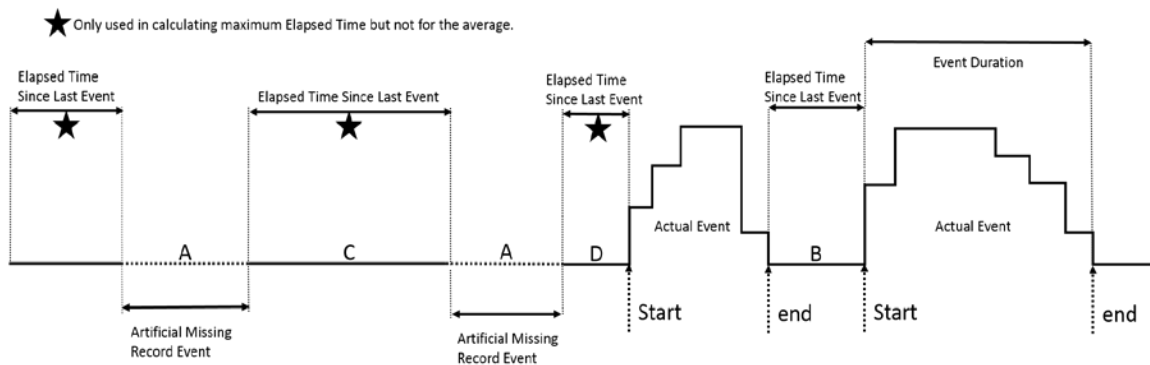 ★ Only used in calculating maximum Elapsed Time but not for the average.
Elapsed Time
Since Last Event
Elapsed Time Since Last Event
Elapsed Time
Since Last Event
Elapsed Time
Since Last Event
Event Duration
Actual Event
Actual Event
A
C
A
D
B
Artificial Missing
Record Event
Artificial Missing
Record Event
Start
end
Start
end